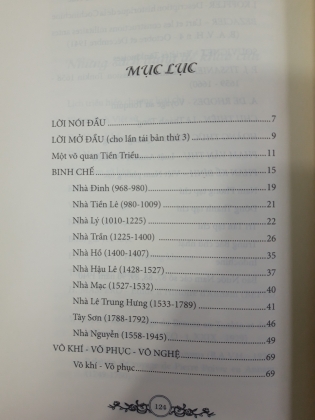 MỤC LỤC
LỜI NÓI ĐẦU 7
LỜI MỞ ĐẦU (cho lần tái bản thứ 3) 9
Một võ quan Tiền Triều 11
BINH CHẾ 15
Nhà Đinh (968-980) 19
Nhà Tiền Lê (980-1009) 21
Nhà Lý (1010-1225) 22
Nhà Trần (1225-1400) 26
Nhà Hồ (1400-1407) 35
Nhà Hậu Lê (1428-1527) 37
Nhà Mạc (1527-1532) 40
Nhà Lê Trung Hưng (1533-1789) 41
Tây Sơn (1788-1792) 46
Nhà Nguyễn (1558-1945) 49
VÕ KHÍ - VÕ PHỤC - VÕ NGHỆ 69
Võ khí - Võ phục 69
124